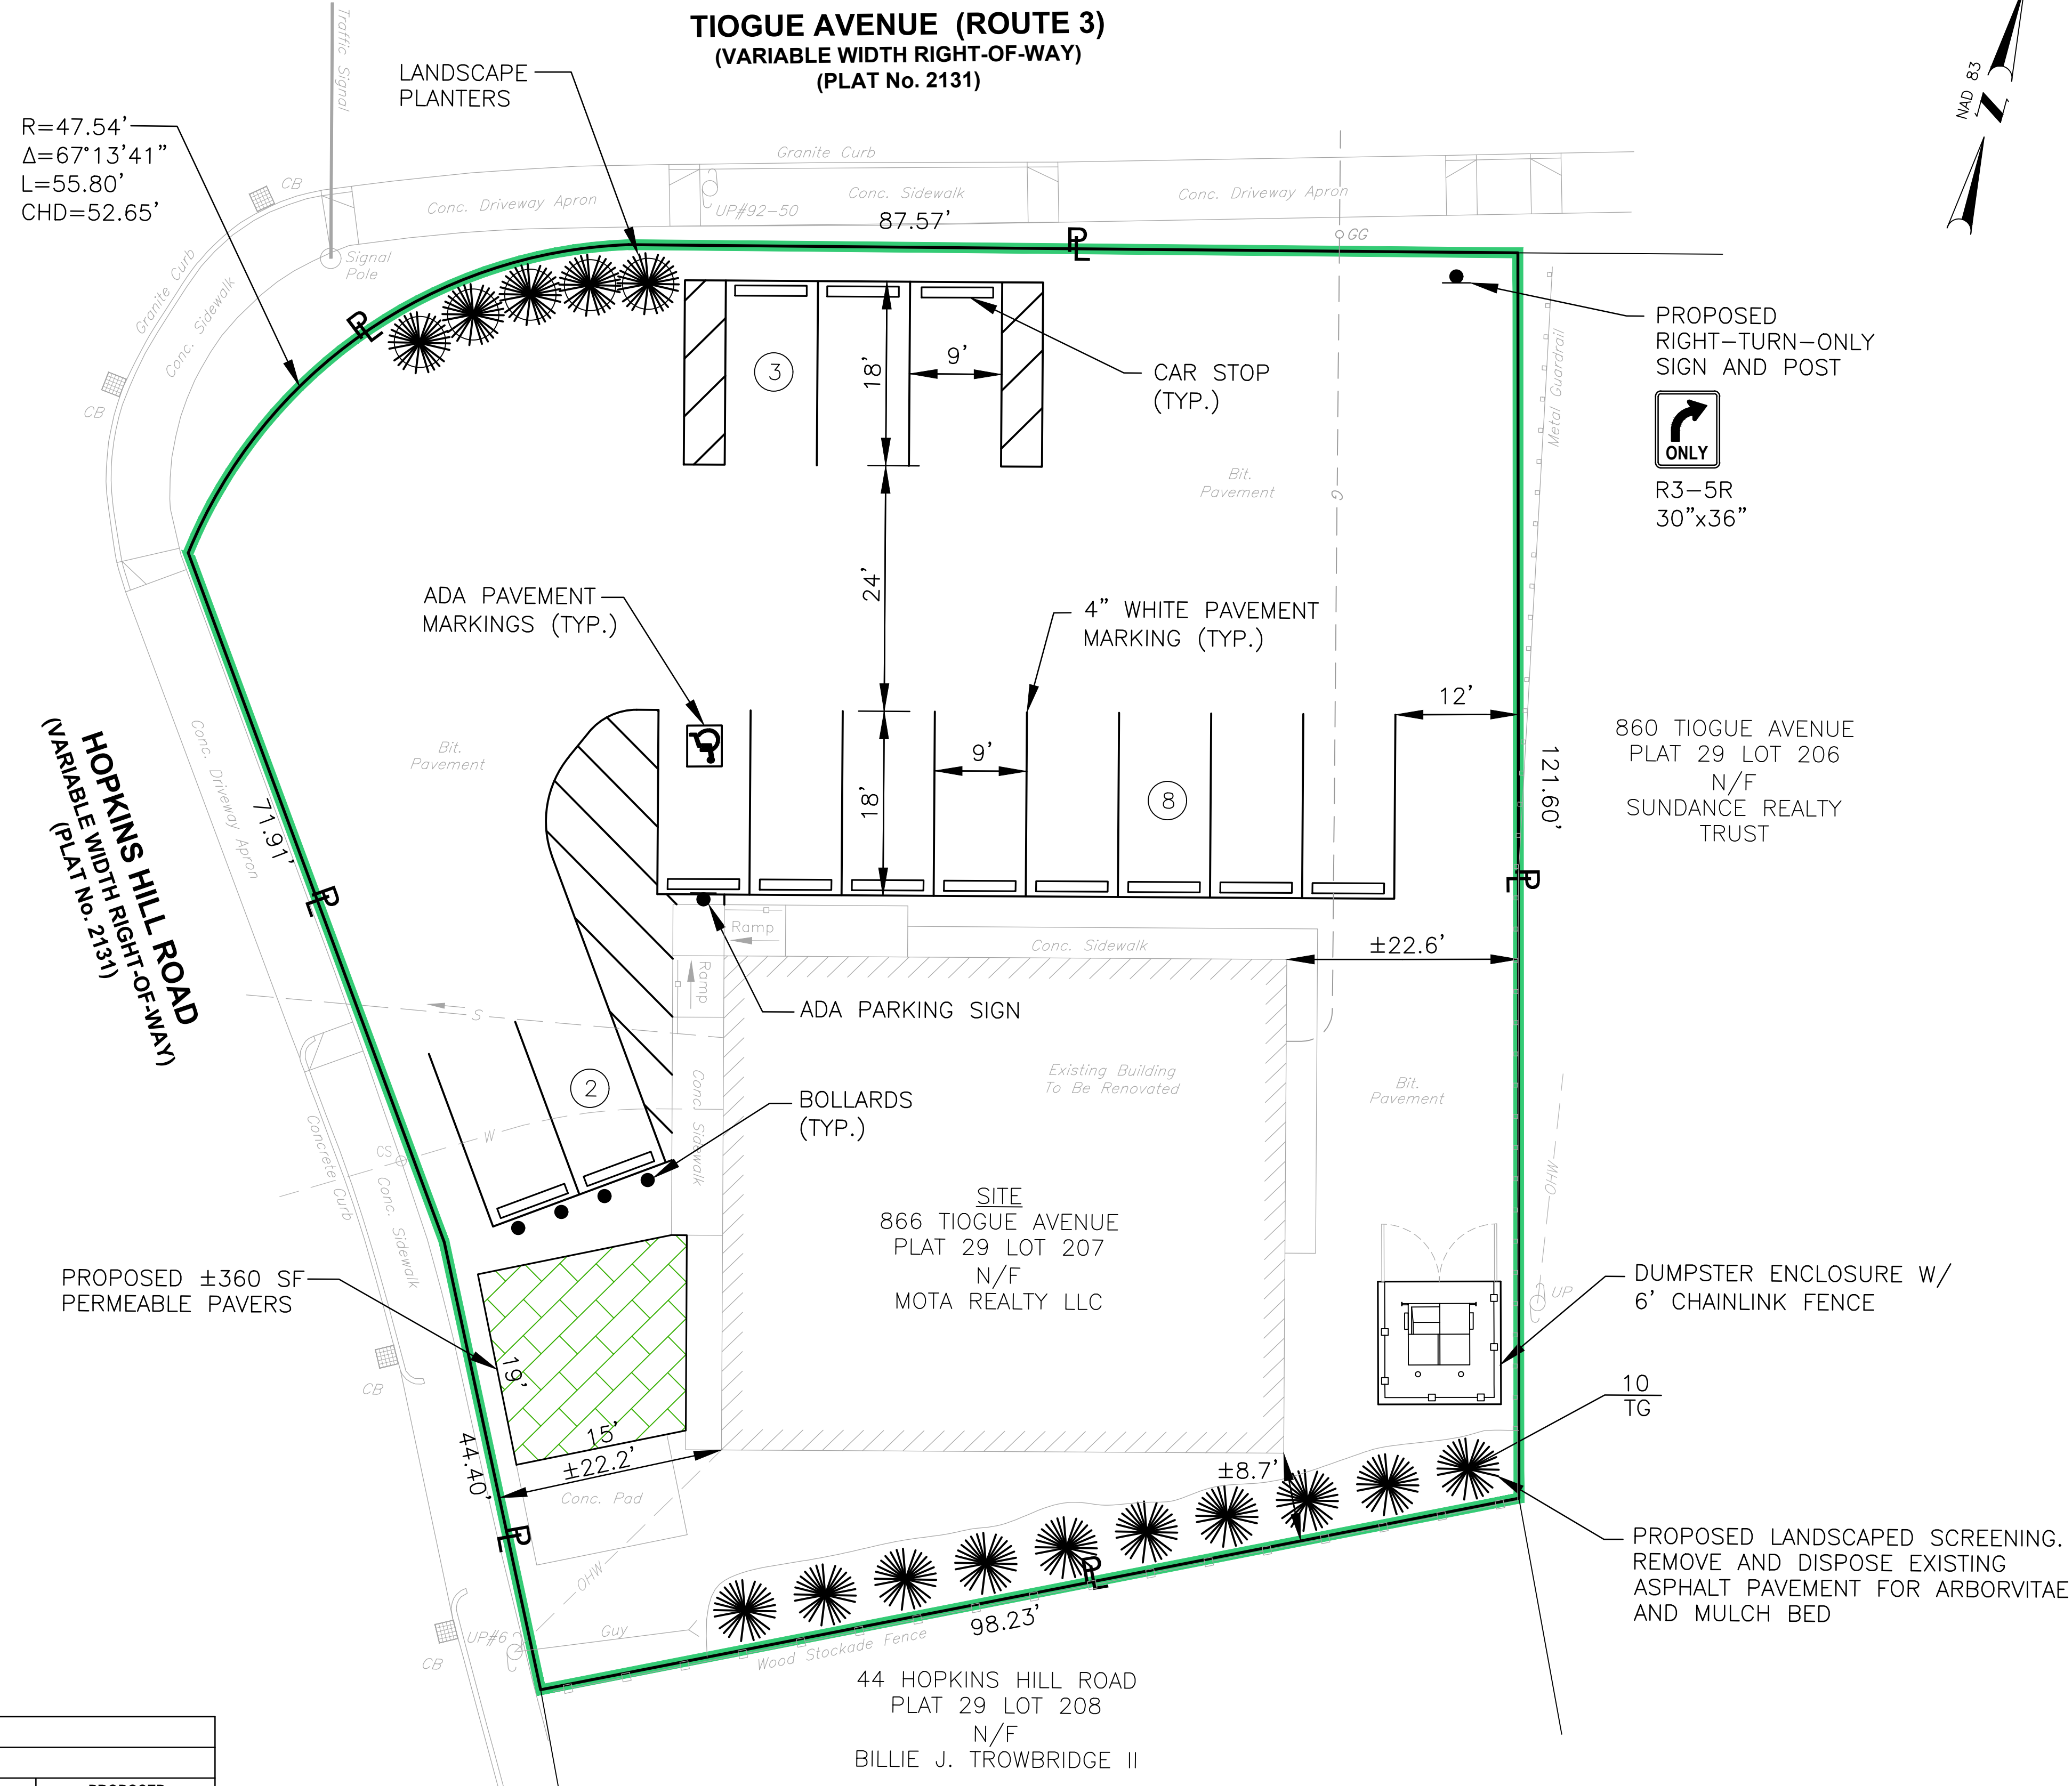 TIOGUE AVENUE (ROUTE 3)
(VARIABLE WIDTH RIGHT-OF-WAY)
(PLAT No. 2131)
Traffic Signal
LANDSCAPE
PLANTERS
NAD 83
N
R=47.54'
Δ=67°13'41"
L=55.80'
CHD=52.65'
CB
Granite Curb
Conc. Driveway Apron
Conc. Sidewalk
Conc. Driveway Apron
UP#92-50
87.57'
PL
GG
Signal
Pole
Granite Curb
Conc. Sidewalk
PL
CB
3
18'
9'
CAR STOP
(TYP.)
Metal Guardrail
PROPOSED
RIGHT-TURN-ONLY
SIGN AND POST
ONLY
R3-5R
30"x36"
Bit.
Pavement
G
24'
ADA PAVEMENT
MARKINGS (TYP.)
4" WHITE PAVEMENT
MARKING (TYP.)
12'
860 TIOGUE AVENUE
PLAT 29 LOT 206
N/F
SUNDANCE REALTY
TRUST
121.60'
PL
HOPKINS HILL ROAD
(VARIABLE WIDTH RIGHT-OF-WAY)
(PLAT No. 2131)
Conc. Driveway Apron
71.91'
PL
Bit.
Pavement
9'
18'
8
Ramp
Ramp
Conc. Sidewalk
±22.6'
ADA PARKING SIGN
S
Existing Building
To Be Renovated
Bit.
Pavement
2
BOLLARDS
(TYP.)
Conc. Sidewalk
W
CS
Concrete Curb
Conc. Sidewalk
OHW
SITE
866 TIOGUE AVENUE
PLAT 29 LOT 207
N/F
MOTA REALTY LLC
PROPOSED ±360 SF
PERMEABLE PAVERS
UP
DUMPSTER ENCLOSURE W/
6' CHAINLINK FENCE
CB
19'
15'
±22.2'
44.40'
PL
Conc. Pad
10
TG
±8.7'
PROPOSED LANDSCAPED SCREENING.
REMOVE AND DISPOSE EXISTING
ASPHALT PAVEMENT FOR ARBORVITAE
AND MULCH BED
OHW
PL
98.23'
UP#6
Guy
Wood Stockade Fence
CB
44 HOPKINS HILL ROAD
PLAT 29 LOT 208
N/F
BILLIE J. TROWBRIDGE II